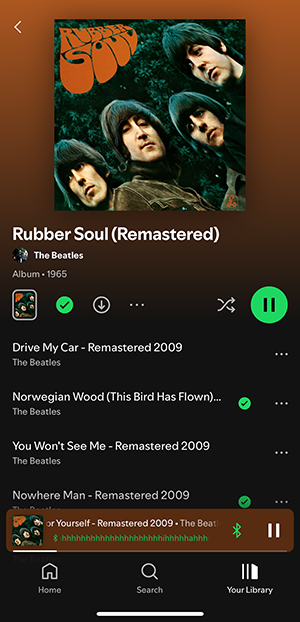 RUBBER SOUL
Rubber Soul (Remastered)
The Beatles
Album • 1965
Drive My Car - Remastered 2009
The Beatles
Norwegian Wood (This Bird Has Flown)...
The Beatles
You Won't See Me - Remastered 2009
The Beatles
Nowhere Man - Remastered 2009
The Beatles
or Yourself - Remastered 2009 • The Beatl
Home
Search
Your Library